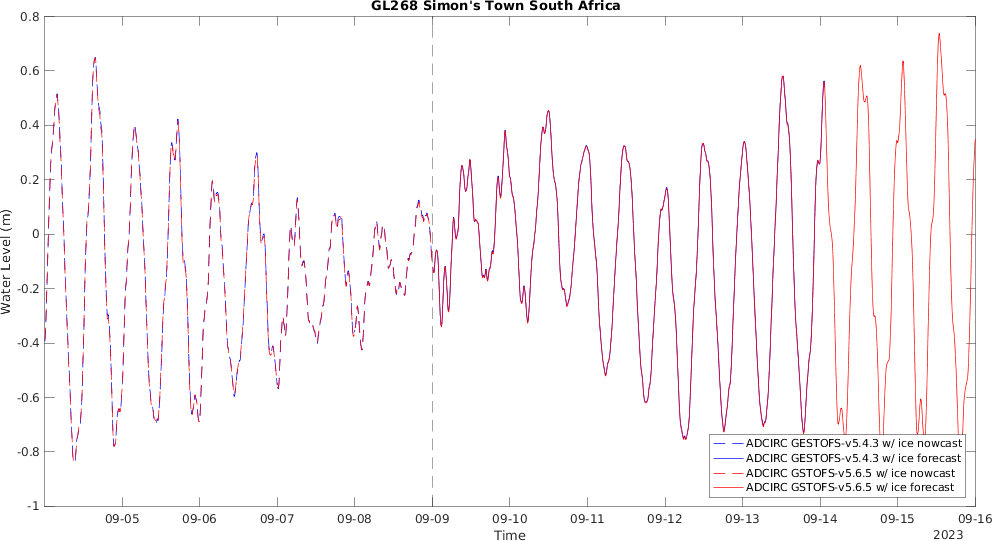 GL268 Simon's Town South Africa
0.8
0.6
0.4
0.2
0
-0.2
-0.4
-0.6
-0.8
-1
Water Level (m)
ADCIRC GESTOFS-v5.4.3 w/ ice nowcast
ADCIRC GESTOFS-v5.4.3 w/ ice forecast
ADCIRC GSTOFS-v5.6.5 w/ ice nowcast
ADCIRC GSTOFS-v5.6.5 w/ ice forecast
09-05 09-06 09-07 09-08 09-09 09-10 09-11 09-12 09-13 09-14 09-15 09-16
Time
2023